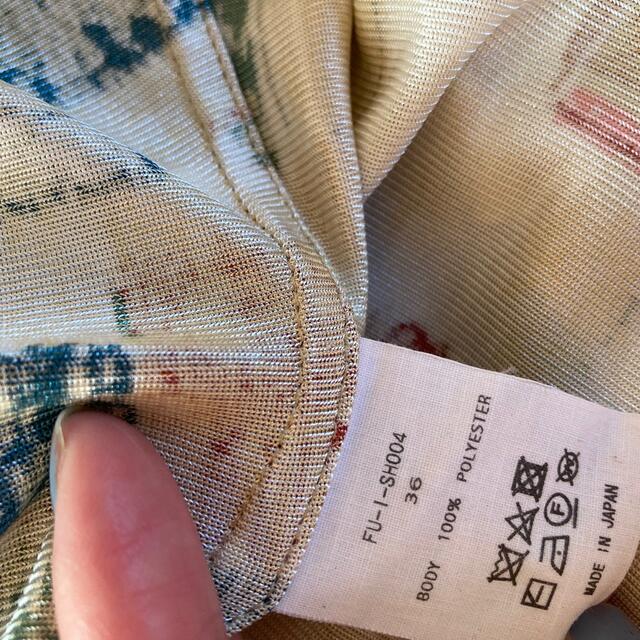 FU-I-SH004
36
BODY 100% POLYESTER
F
MADE IN JAPAN